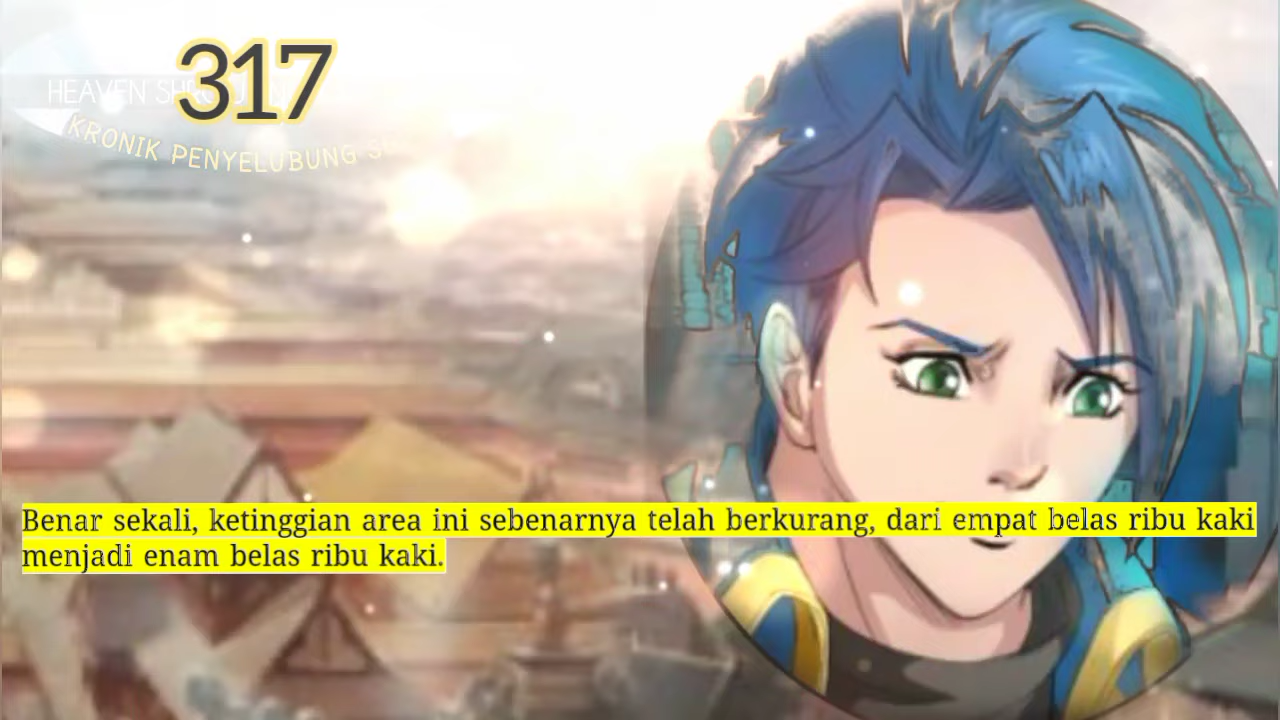 317
HEAVEN
KRONIK PENYELUBUNG
Benar sekali, ketinggian area ini sebenarnya telah berkurang, dari empat belas ribu kaki
menjadi enam belas ribu kaki.